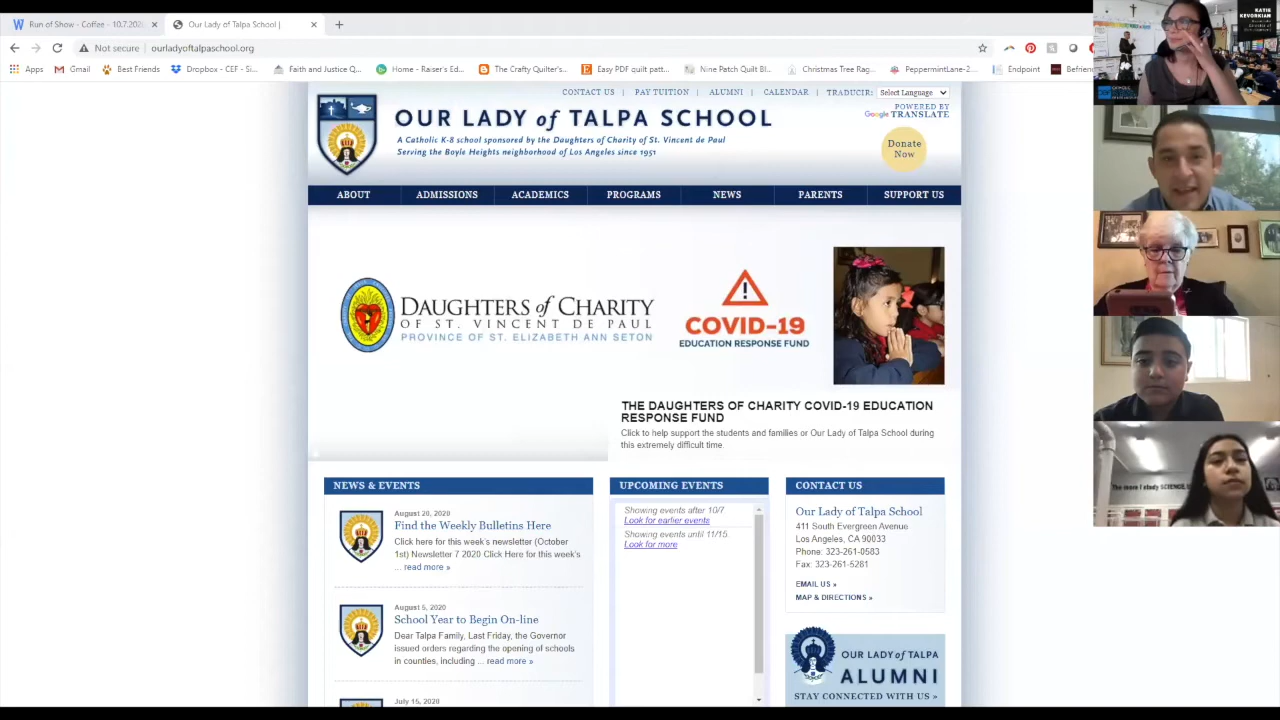 Run of Show - Coffee - 10.7.202
Our Lady of Talpa School |
Not secure
ourladyoftalpaschool.org
Apps
Gmail
Best Friends
Dropbox - CEF - Si...
Faith and Justice Q...
Keiser's Ed...
The Crafty Quilter's...
Easy PDF quilt patt...
Nine Patch Quilt Bl...
Christmas Tree Rag...
PeppermintLane-2...
Endpoint
Befrien
KATIE
KEVORKIAN
CONTACT US | PAY TUITION | ALUMNI | CALENDAR | TRADUCIR: Select Language
POWERED BY
Google TRANSLATE
OUR LADY of TALPA SCHOOL
A Catholic K-8 school sponsored by the Daughters of Charity of St. Vincent de Paul
Serving the Boyle Heights neighborhood of Los Angeles since 1951
Donate
Now
ABOUT
ADMISSIONS
ACADEMICS
PROGRAMS
NEWS
PARENTS
SUPPORT US
DAUGHTERS of CHARITY
OF ST. VINCENT DE PAUL
PROVINCE OF ST. ELIZABETH ANN SETON
COVID-19
EDUCATION RESPONSE FUND
THE DAUGHTERS OF CHARITY COVID-19 EDUCATION
RESPONSE FUND
Click to help support the students and families or Our Lady of Talpa School during
this extremely difficult time.
NEWS & EVENTS
August 20, 2020
Find the Weekly Bulletins Here
Click here for this week's newsletter (October
1st) Newsletter 7 2020 Click Here for this week's
... read more »
August 5, 2020
School Year to Begin On-line
Dear Talpa Family, Last Friday, the Governor
issued orders regarding the opening of schools
in counties, including ... read more »
July 15, 2020
UPCOMING EVENTS
Showing events after 10/7.
Look for earlier events
Showing events until 11/15.
Look for more
CONTACT US
Our Lady of Talpa School
411 South Evergreen Avenue
Los Angeles, CA 90033
Phone: 323-261-0583
Fax: 323-261-5281
EMAIL US »
MAP & DIRECTIONS »
OUR LADY of TALPA
ALUMNI
STAY CONNECTED WITH US »
The more I study SCIENCE,